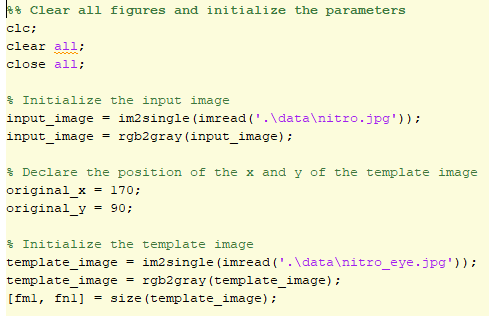 %% Clear all figures and initialize the parameters
clc;
clear all;
close all;
% Initialize the input image
input_image = im2single(imread('.\data\nitro.jpg'));
input_image = rgb2gray(input_image);
% Declare the position of the x and y of the template image
original_x = 170;
original_y = 90;
% Initialize the template image
template_image = im2single(imread('.\data\nitro_eye.jpg'));
template_image = rgb2gray(template_image);
[fm1, fn1] = size(template_image);